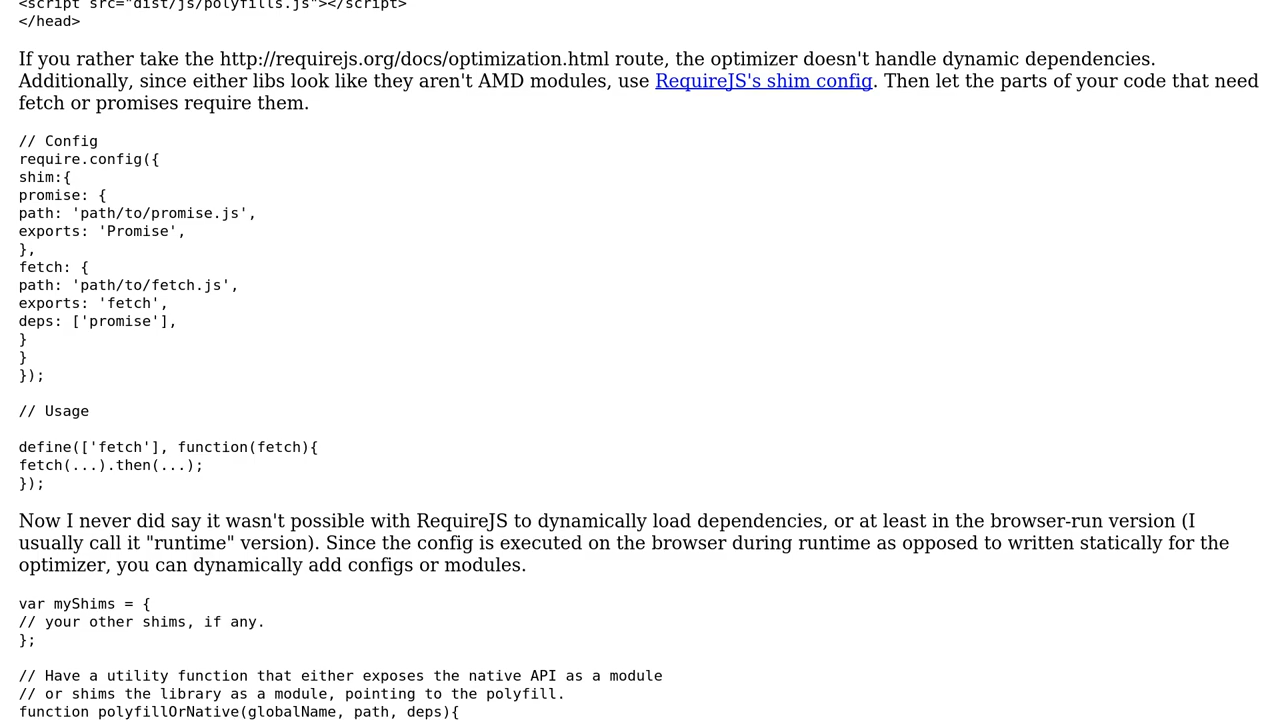 <script src="dist/js/polyfills.js"></script>
</head>
If you rather take the http://requirejs.org/docs/optimization.html route, the optimizer doesn't handle dynamic dependencies.
Additionally, since either libs look like they aren't AMD modules, use RequireJS's shim config. Then let the parts of your code that need
fetch or promises require them.
// Config
require.config({
shim:{
promise: {
path: 'path/to/promise.js',
exports: 'Promise',
},
fetch: {
path: 'path/to/fetch.js',
exports: 'fetch',
deps: ['promise'],
}
}
});
// Usage
define(['fetch'], function(fetch){
fetch(...).then(...);
});
Now I never did say it wasn't possible with RequireJS to dynamically load dependencies, or at least in the browser-run version (I
usually call it "runtime" version). Since the config is executed on the browser during runtime as opposed to written statically for the
optimizer, you can dynamically add configs or modules.
var myShims = {
// your other shims, if any.
};
// Have a utility function that either exposes the native API as a module
// or shims the library as a module, pointing to the polyfill.
function polyfillOrNative(globalName, path, deps){